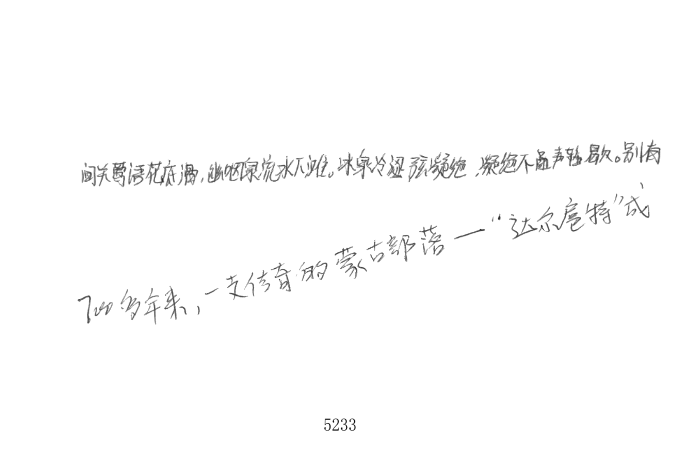 间关莺语花底滑,幽咽泉流水下难。冰泉冷涩弦凝绝,凝绝不通声暂歇。别有
700多年来,一支传奇的蒙古部落—“达尔扈特”成
5233